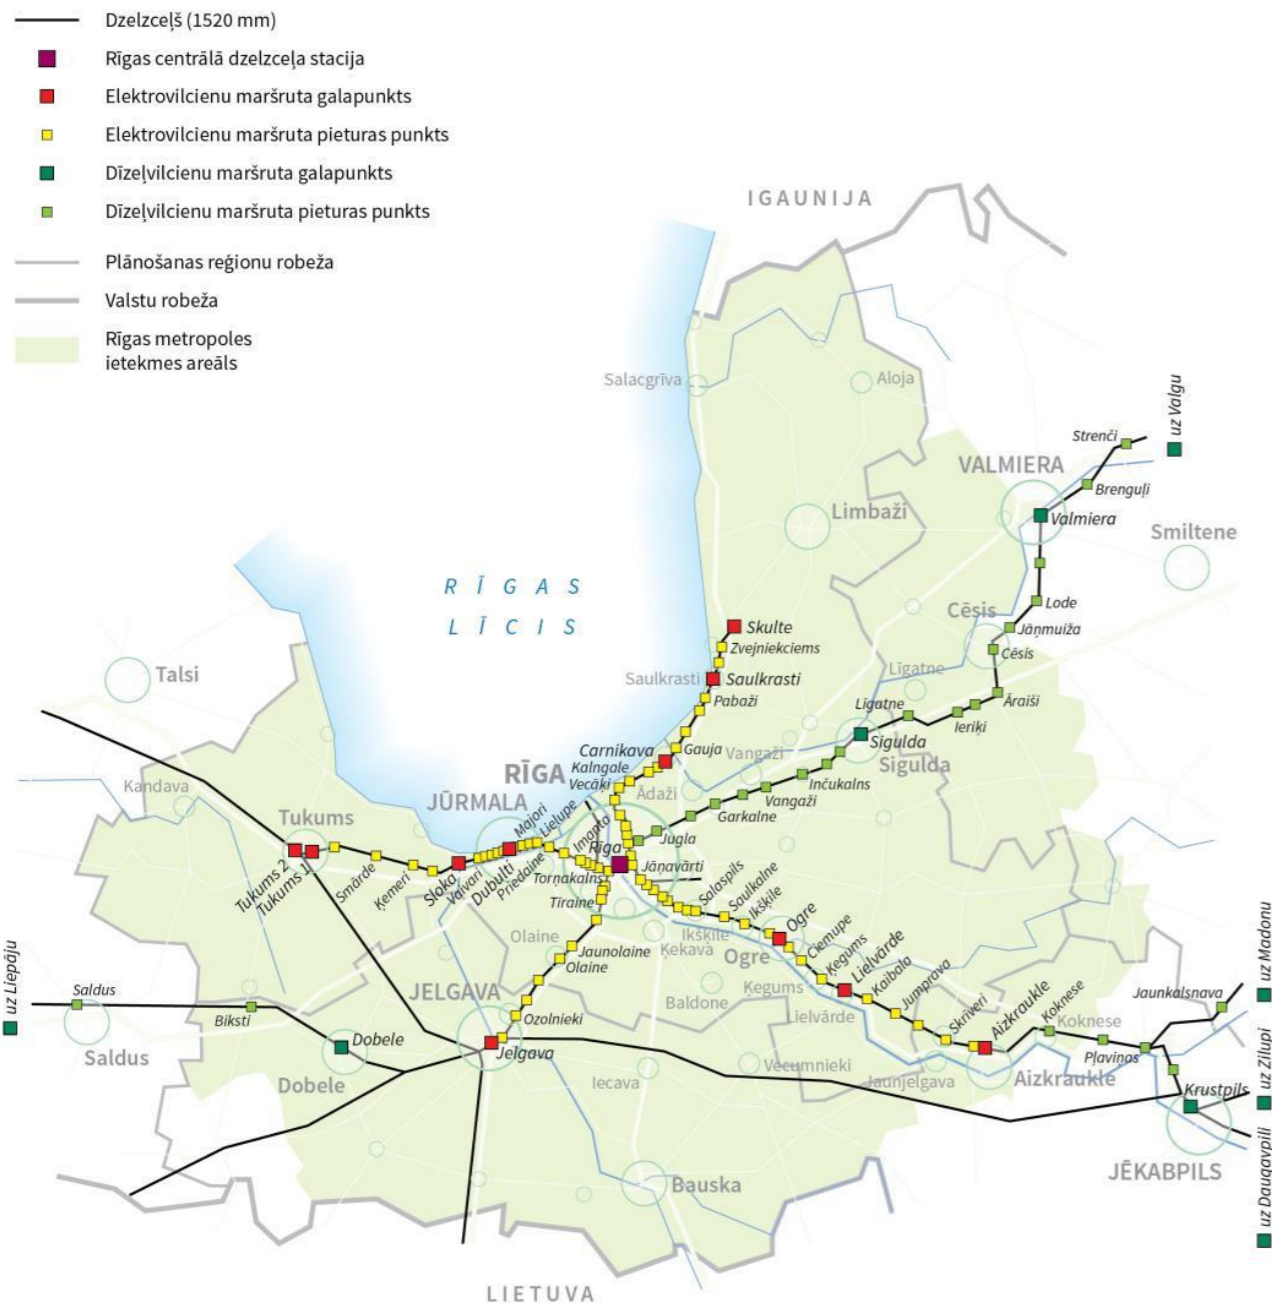 Dzelzceļš (1520 mm)
Rīgas centrālā dzelzceļa stacija
Elektrovilcienu maršruta galapunkts
Elektrovilcienu maršruta pieturas punkts
Dīzeļvilcienu maršruta galapunkts
Dīzeļvilcienu maršruta pieturas punkts
Plānošanas reģionu robeža
Valstu robeža
Rīgas metropoles
ietekmes areāls
IGAUNIJA
Salacgrīva
Aloja
uz Valgu
Strenči
VALMIERA
Brenguļi
Valmiera
Limbaži
Smiltene
RĪGAS
LĪCIS
Cēsis
Lode
Jāņmuiža
Cēsis
Skulte
Zvejniekciems
Līgatne
Talsi
Saulkrasti
Saulkrasti
Pabaži
Līgatne
Āraiši
Ieriķi
Carnikava
Gauja
Vangaži
Sigulda
Sigulda
Kalngale
Vecāķi
RĪGA
Ādaži
Inčukalns
Vangaži
Garkalne
Kandava
JŪRMALA
Majori
Lielupe
Imanta
Jugla
Tukums
Rīga
Jāņavārti
Tukums 2
Tukums 1
Smārde
Ķemeri
Sloka
Vaivari
Dubulti
Priedaine
Torņakalns
Tīraine
Salaspils
Saulkalne
Ikšķile
Ogre
Ciemupe
Ķegums
Lielvārde
Kaibala
Jumprava
Skrīveri
Aizkraukle
Koknese
Koknese
Jaunkalsnava
uz Madonu
Olaine
Jaunolaine
Olaine
Ikšķile
Ķekava
Ogre
Ķegums
Baldone
Lielvārde
uz Liepāju
Saldus
Biksti
JELGAVA
Ozolnieki
Saldus
Dobele
Dobele
Jelgava
Iecava
Vecumnieki
Jaunjelgava
Aizkraukle
Pļaviņas
Krustpils
uz Zilupi
JĒKABPILS
uz Daugavpili
Bauska
LIETUVA